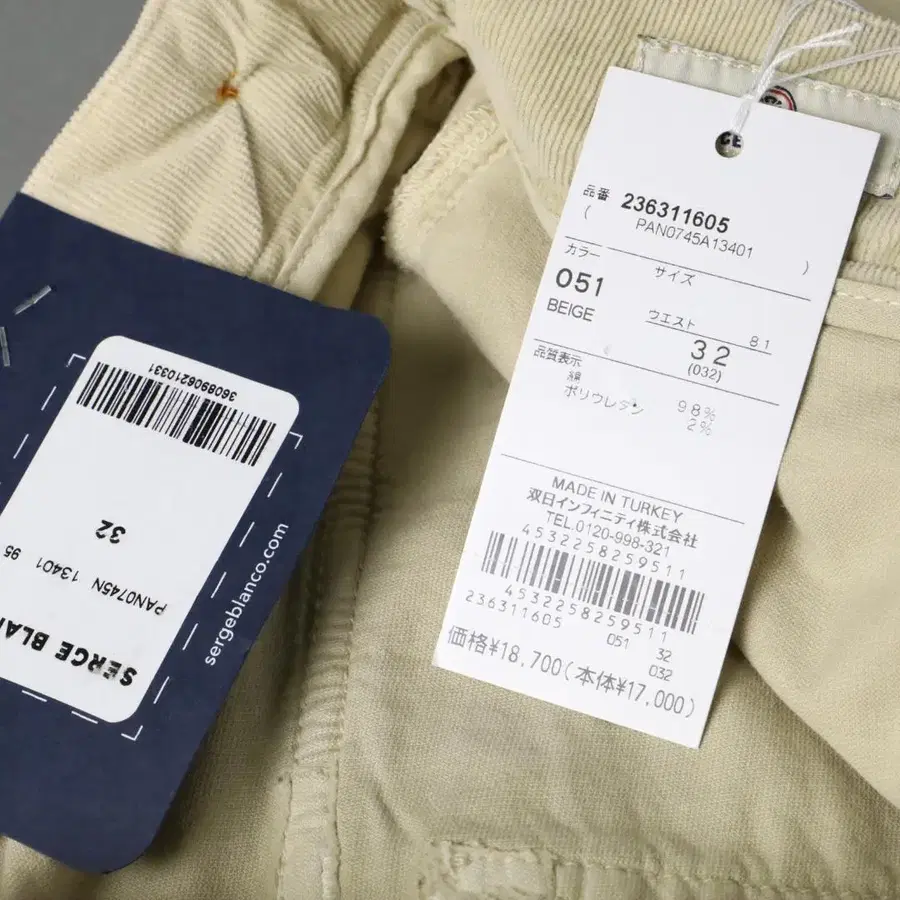 品番 236311605
( PAN0745A13401 )
カラー サイズ
051
BEIGE
ウエスト 81
32
(032)
品質表示
綿 98%
ポリウレタン 2%
MADE IN TURKEY
双日インフィニティ株式会社
TEL.0120-998-321
4532258259511
4532258259511
236311605 051 32
032
価格¥18,700(本体¥17,000)
SERGE BLAN
PAN0745N 13401 95
32
3608906210331
sergeblanco.com